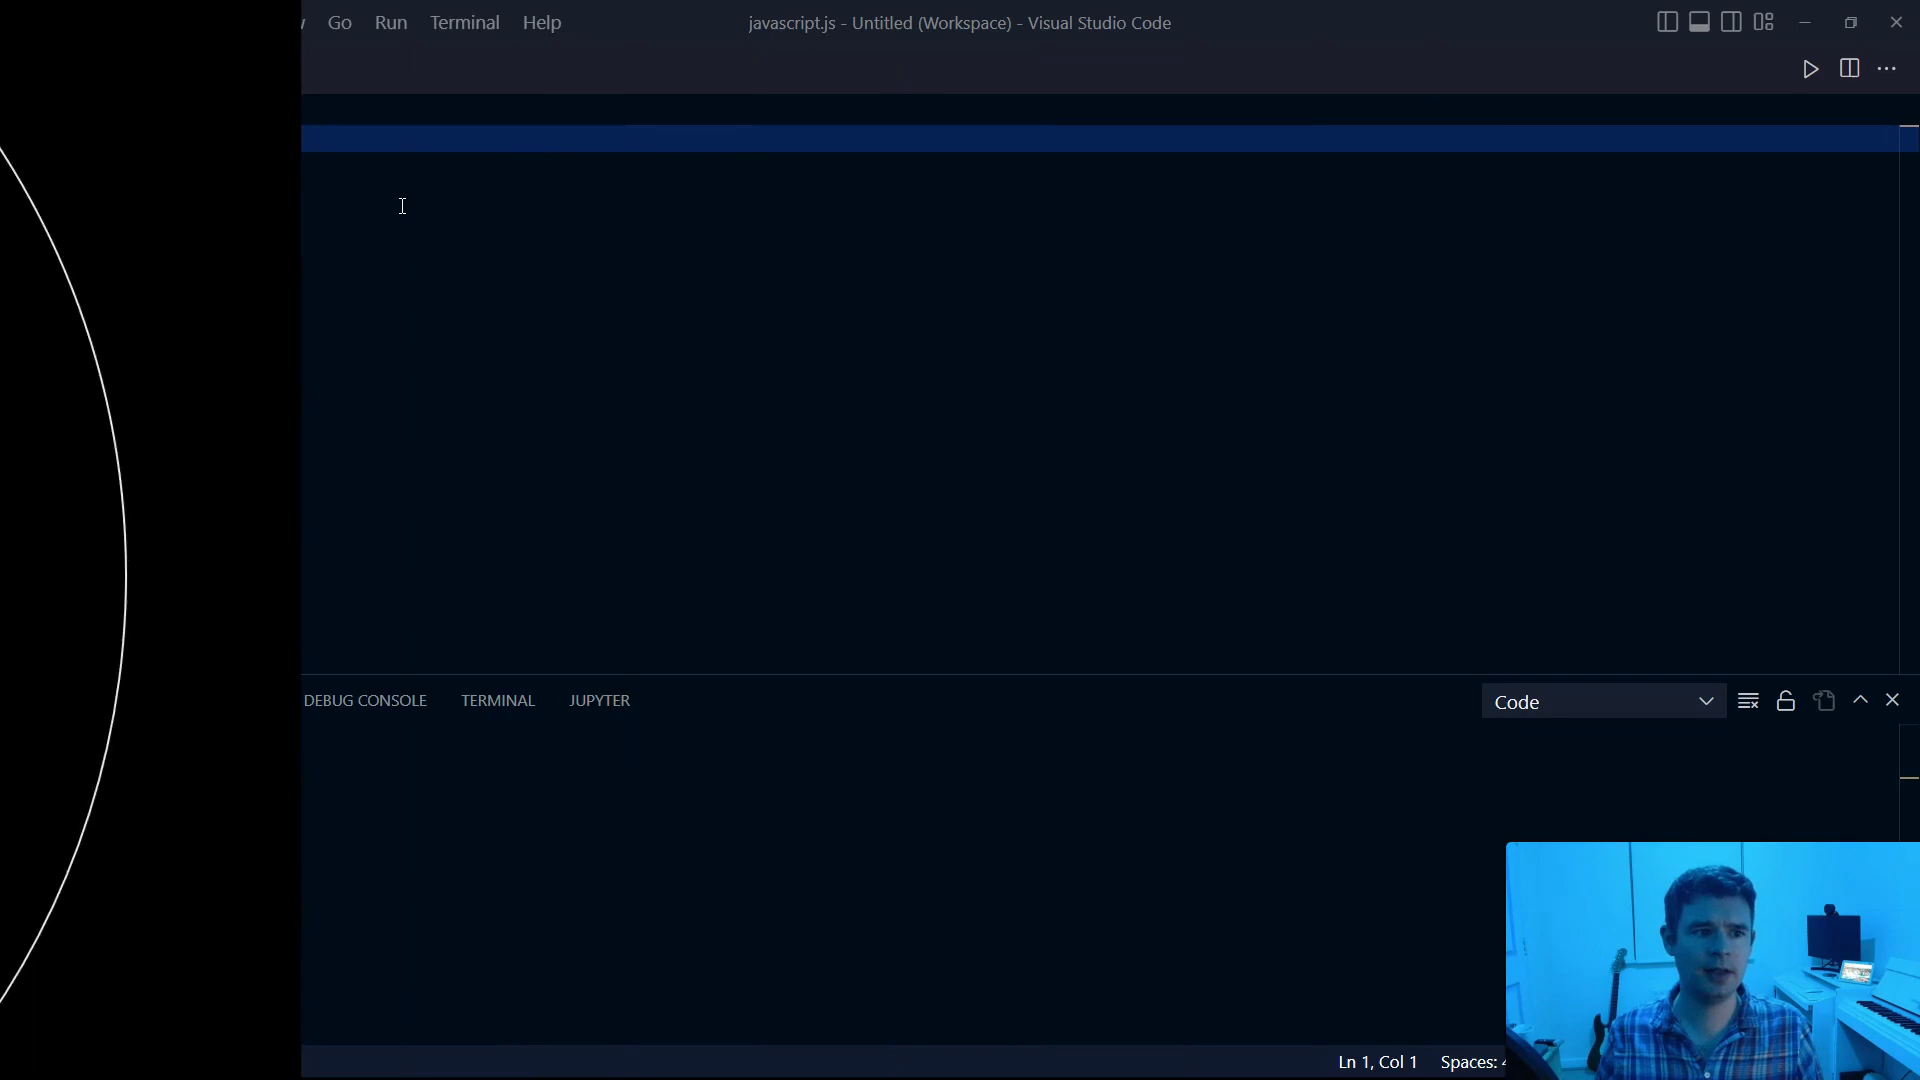 Go Run Terminal Help
javascript.js - Untitled (Workspace) - Visual Studio Code
DEBUG CONSOLE TERMINAL JUPYTER
Code
Ln 1, Col 1 Spaces: